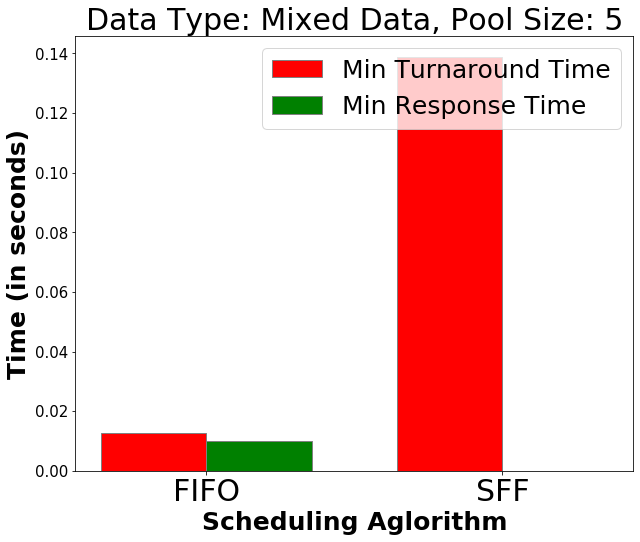 Data Type: Mixed Data, Pool Size: 5
Min Turnaround Time
Min Response Time
Time (in seconds)
0.14
0.12
0.10
0.08
0.06
0.04
0.02
0.00
FIFO
SFF
Scheduling Aglorithm